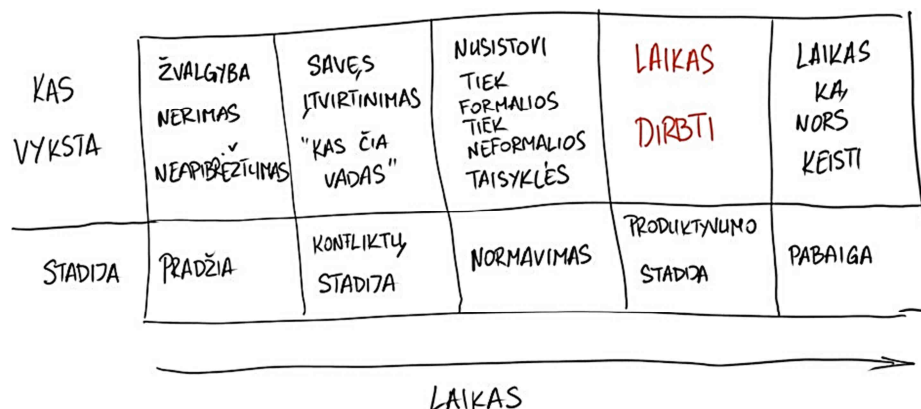 KAS
VYKSTA
ŽVALGYBA
NERIMAS
NEAPIBRĖŽTUMAS
SAVĘS
ĮTVIRTINIMAS
"KAS ČIA
VADAS"
NUSISTOVI
TIEK
FORMALIOS
TIEK
NEFORMALIOS
TAISYKLĖS
LAIKAS
DIRBTI
LAIKAS
KĄ
NORS
KEISTI
STADIJA
PRADŽIA
KONFLIKTŲ
STADIJA
NORMAVIMAS
PRODUKTYVUMO
STADIJA
PABAIGA
LAIKAS